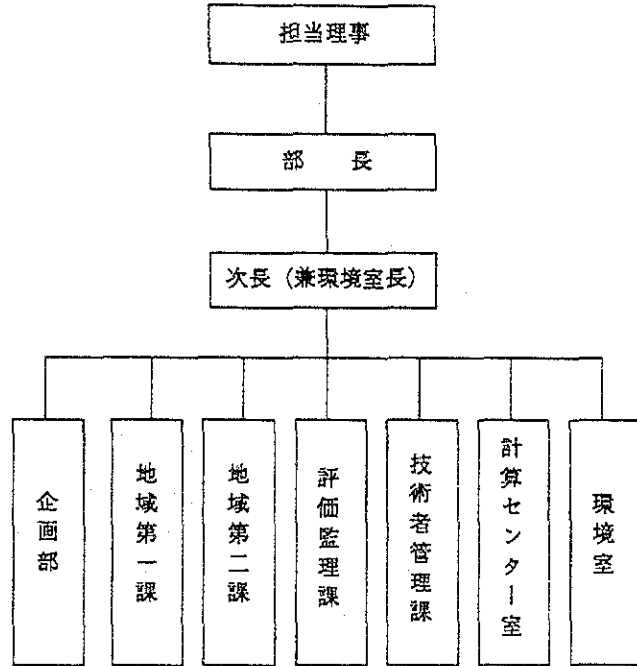 担当理事
部　長
次長（兼環境室長）
企画部
地域第一課
地域第二課
評価監理課
技術者管理課
計算センター室
環境室